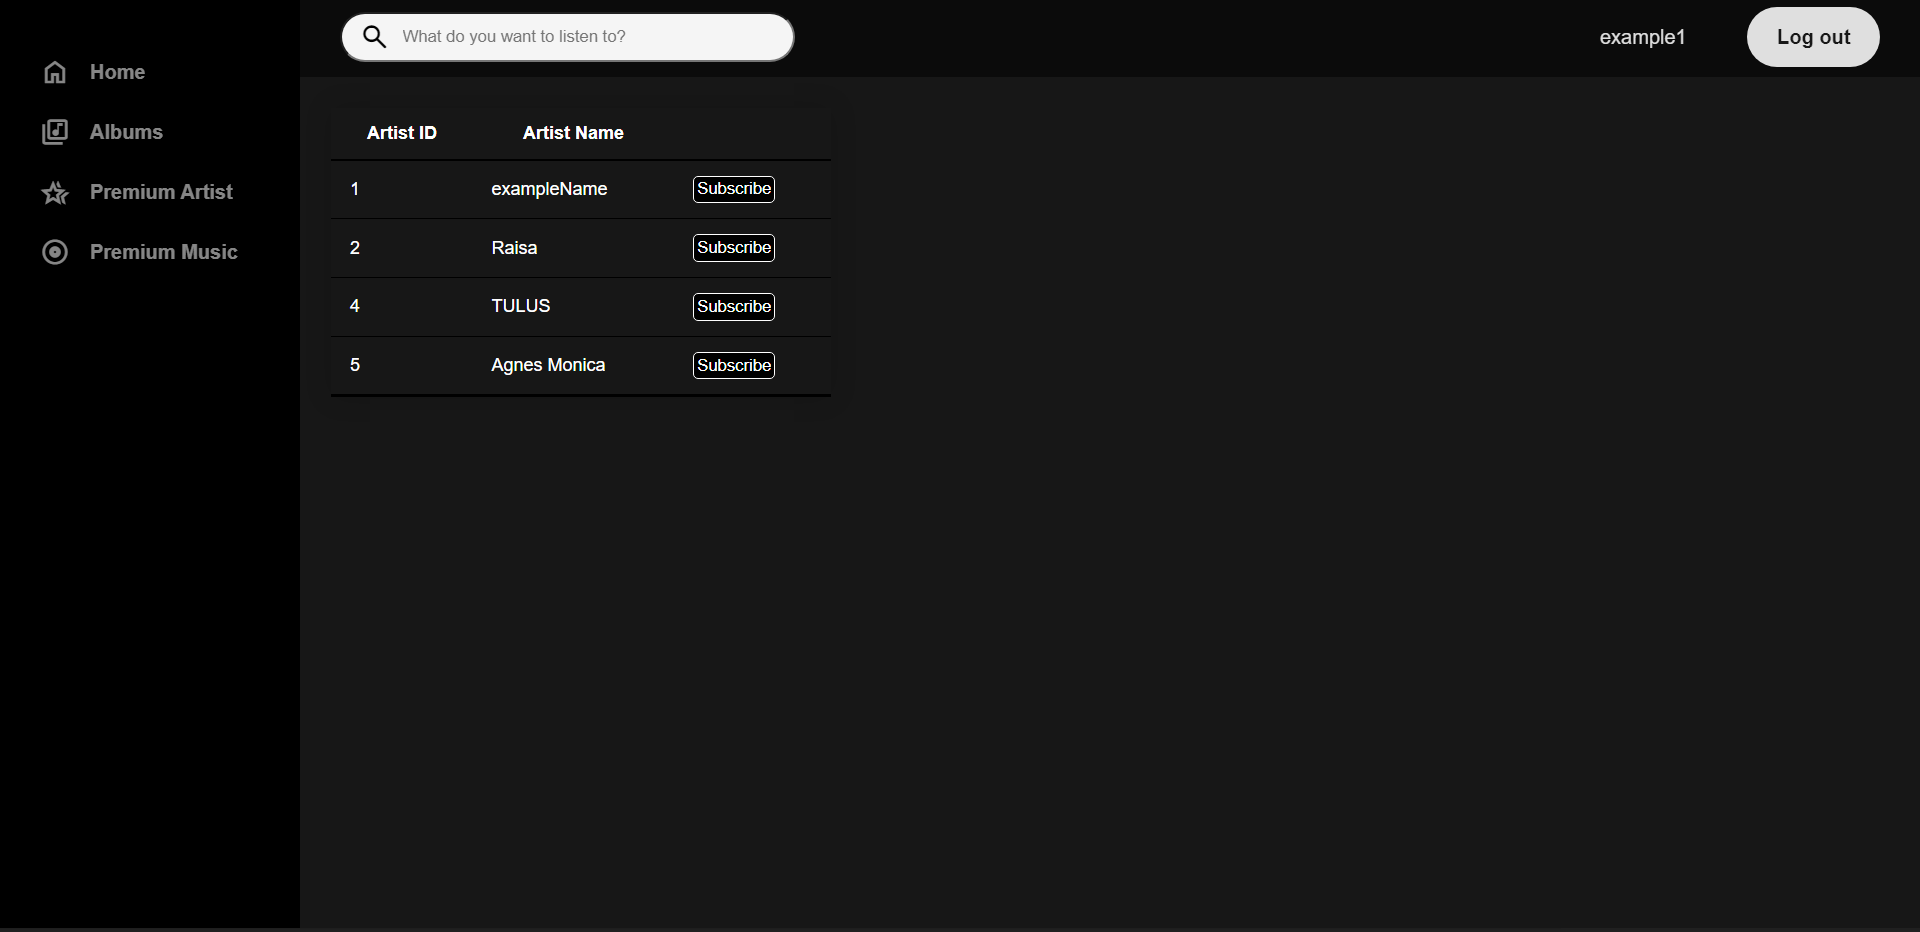 Home
Albums
Premium Artist
Premium Music
What do you want to listen to?
example1
Log out
Artist ID Artist Name
1 exampleName Subscribe
2 Raisa Subscribe
4 TULUS Subscribe
5 Agnes Monica Subscribe